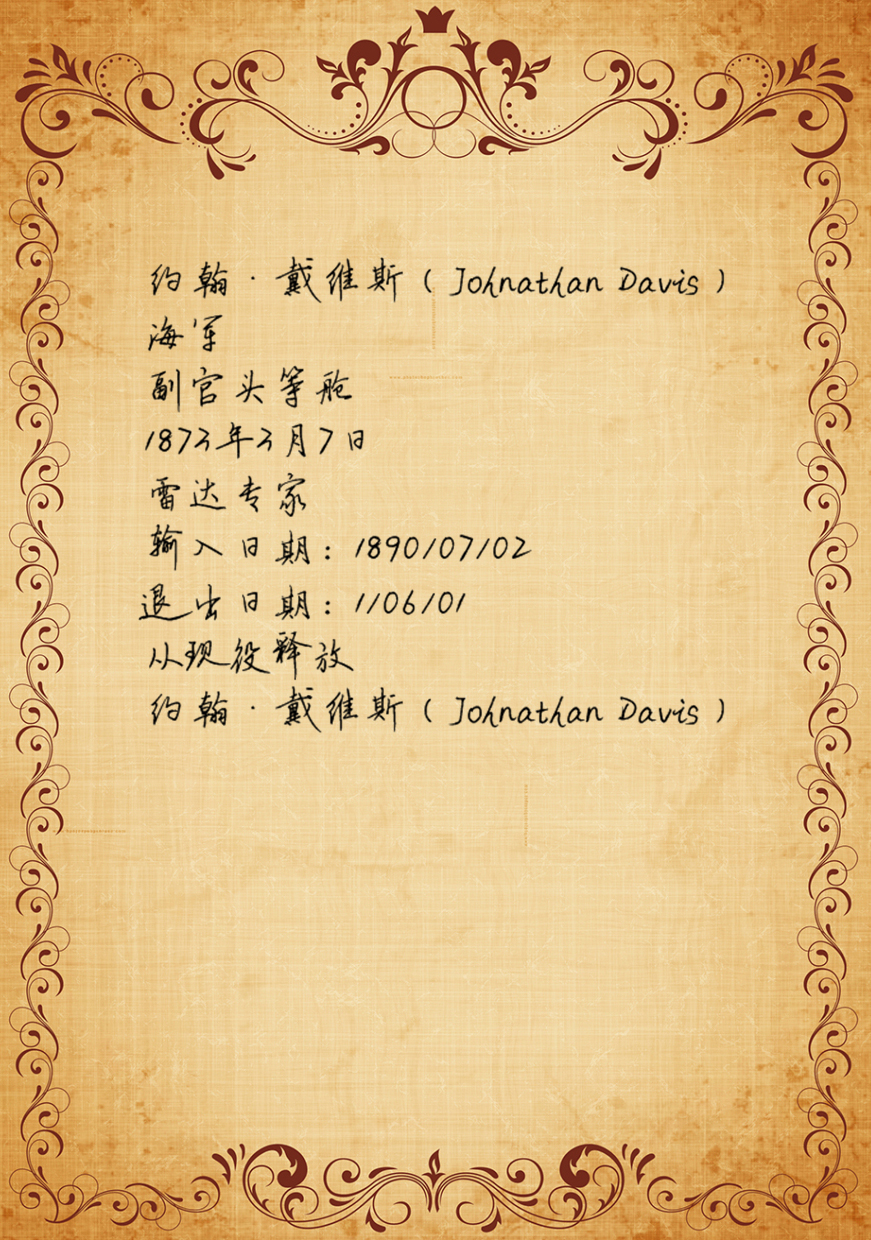 约翰·戴维斯（Johnathan Davis）
海军
副官头等舱
1873年3月7日
雷达专家
输入日期：1890/07/02
退出日期：1/06/01
从现役释放
约翰·戴维斯（Johnathan Davis）